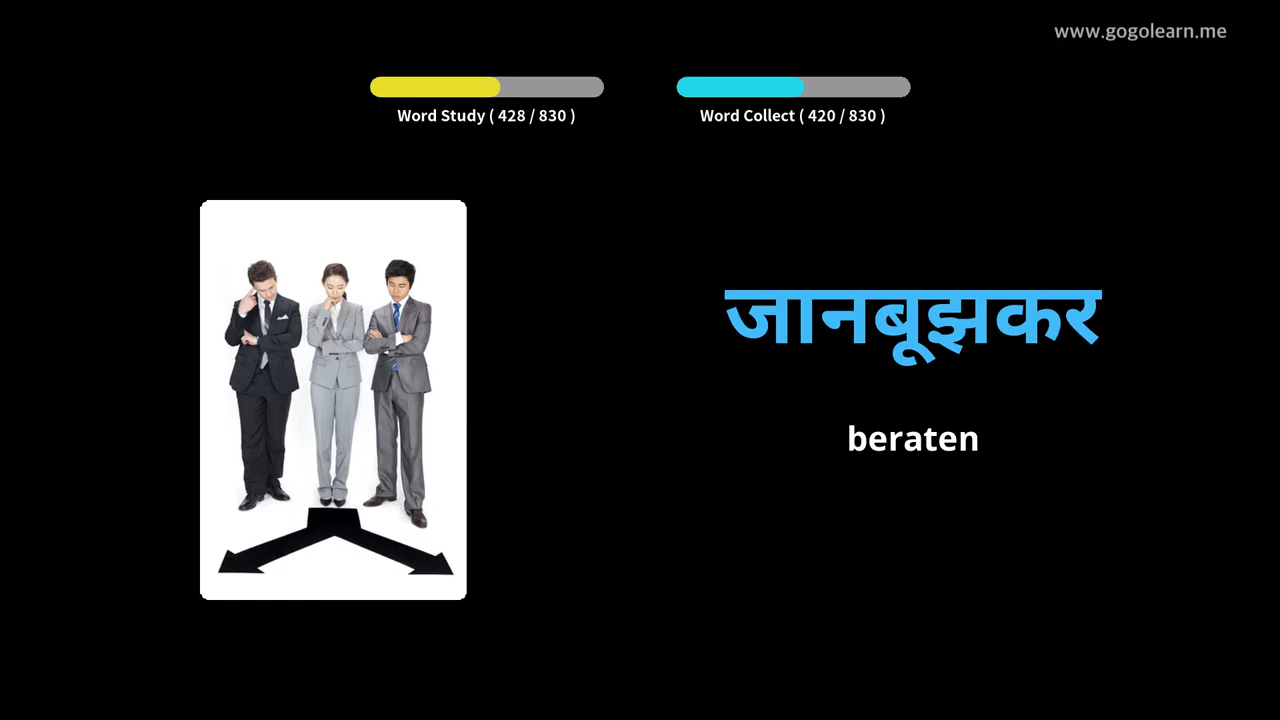 www.gogolearn.me
Word Study ( 428 / 830 )
Word Collect ( 420 / 830 )
जानबूझकर
beraten